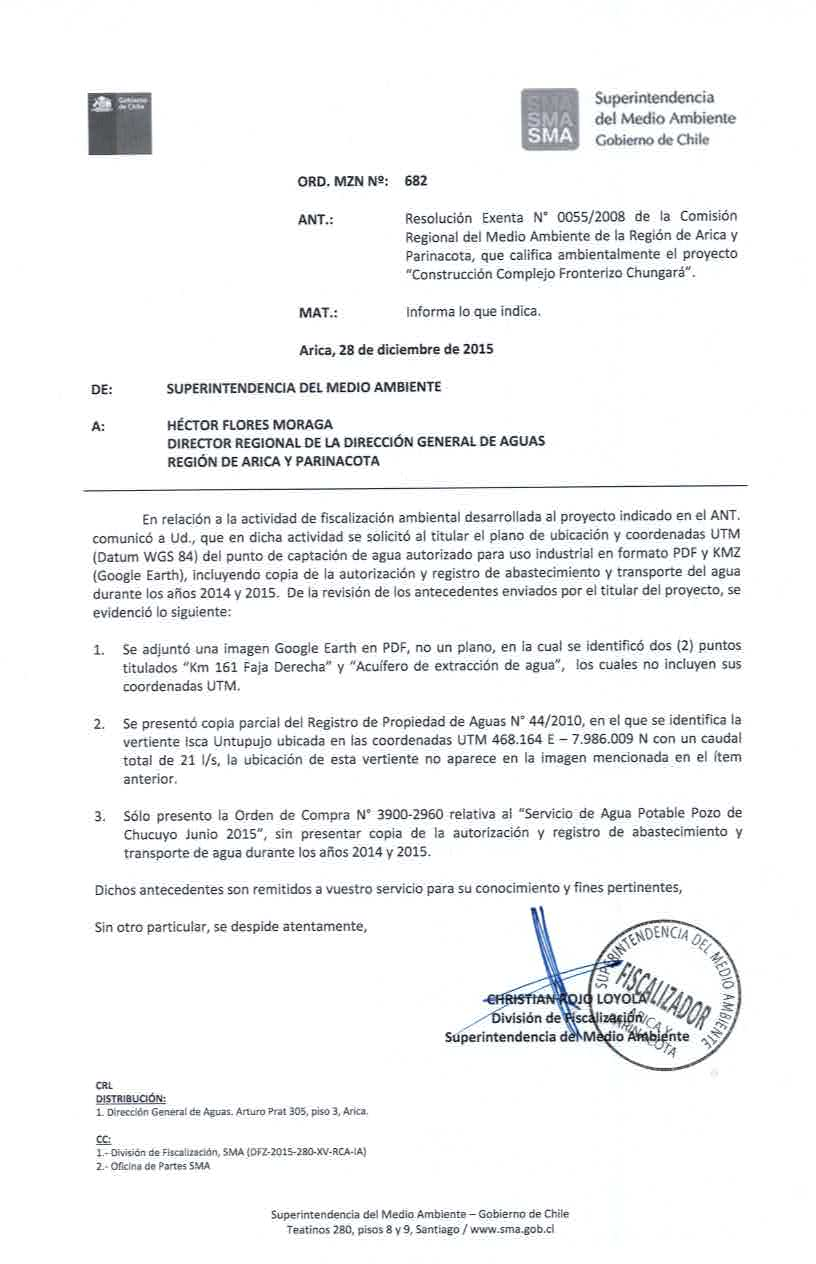 Gobierno
de Chile
SMA
SMA
SMA
Superintendencia
del Medio Ambiente
Gobierno de Chile
ORD. MZN Nº: 682
ANT.: Resolución Exenta N° 0055/2008 de la Comisión
Regional del Medio Ambiente de la Región de Arica y
Parinacota, que califica ambientalmente el proyecto
“Construcción Complejo Fronterizo Chungará”.
MAT.: Informa lo que indica.
Arica, 28 de diciembre de 2015
DE: SUPERINTENDENCIA DEL MEDIO AMBIENTE
A: HÉCTOR FLORES MORAGA
DIRECTOR REGIONAL DE LA DIRECCIÓN GENERAL DE AGUAS
REGIÓN DE ARICA Y PARINACOTA
En relación a la actividad de fiscalización ambiental desarrollada al proyecto indicado en el ANT.
comunicó a Ud., que en dicha actividad se solicitó al titular el plano de ubicación y coordenadas UTM
(Datum WGS 84) del punto de captación de agua autorizado para uso industrial en formato PDF y KMZ
(Google Earth), incluyendo copia de la autorización y registro de abastecimiento y transporte del agua
durante los años 2014 y 2015. De la revisión de los antecedentes enviados por el titular del proyecto, se
evidenció lo siguiente:
1. Se adjuntó una imagen Google Earth en PDF, no un plano, en la cual se identificó dos (2) puntos
titulados “Km 161 Faja Derecha” y “Acuífero de extracción de agua”, los cuales no incluyen sus
coordenadas UTM.
2. Se presentó copia parcial del Registro de Propiedad de Aguas N° 44/2010, en el que se identifica la
vertiente Isca Untupujo ubicada en las coordenadas UTM 468.164 E – 7.986.009 N con un caudal
total de 21 l/s, la ubicación de esta vertiente no aparece en la imagen mencionada en el ítem
anterior.
3. Sólo presento la Orden de Compra N° 3900-2960 relativa al “Servicio de Agua Potable Pozo de
Chucuyo Junio 2015”, sin presentar copia de la autorización y registro de abastecimiento y
transporte de agua durante los años 2014 y 2015.
Dichos antecedentes son remitidos a vuestro servicio para su conocimiento y fines pertinentes,
Sin otro particular, se despide atentamente,
CHRISTIAN ROJO LOYOLA
División de Fiscalización
Superintendencia del Medio Ambiente
SUPERINTENDENCIA DEL MEDIO AMBIENTE
FISCALIZADOR
ARICA Y
PARINACOTA
CRL
DISTRIBUCIÓN:
1. Dirección General de Aguas. Arturo Prat 305, piso 3, Arica.
CC:
1.- División de Fiscalización, SMA (DFZ-2015-280-XV-RCA-IA)
2.- Oficina de Partes SMA
Superintendencia del Medio Ambiente – Gobierno de Chile
Teatinos 280, pisos 8 y 9, Santiago / www.sma.gob.cl